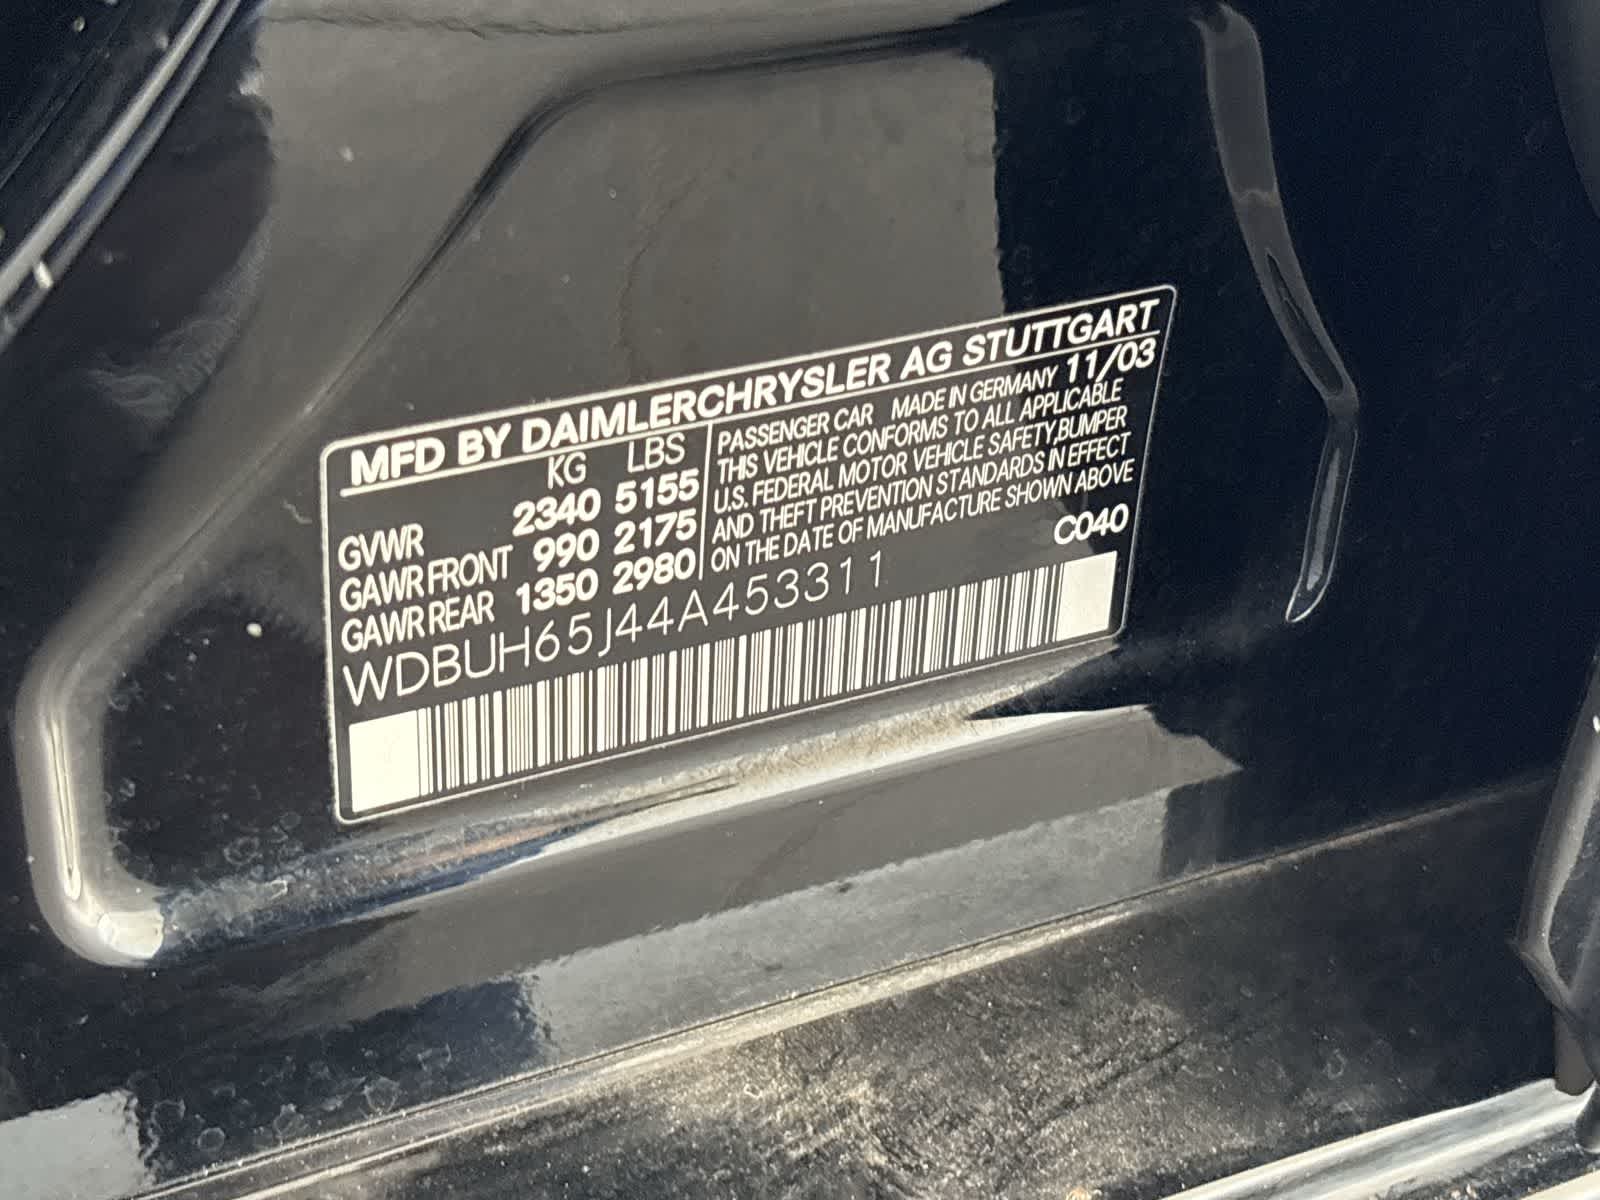 MFD BY DAIMLERCHRYSLER AG STUTTGART
KG LBS
GVWR 2340 5155
GAWR FRONT 990 2175
GAWR REAR 1350 2980
PASSENGER CAR MADE IN GERMANY 11/03
THIS VEHICLE CONFORMS TO ALL APPLICABLE
U.S. FEDERAL MOTOR VEHICLE SAFETY,BUMPER
AND THEFT PREVENTION STANDARDS IN EFFECT
ON THE DATE OF MANUFACTURE SHOWN ABOVE
C040
WDBUH65J44A453311